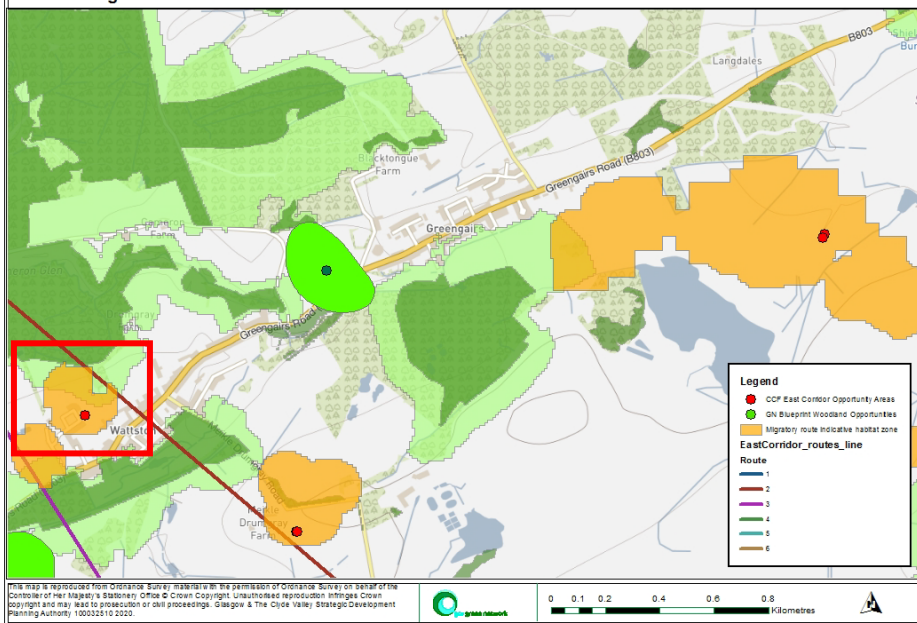 B803
Langdales
Greengairs Road (B803)
Blacktongue
Farm
Greengairs
Cameron
Farm
Greengairs Road
Wattston
Meikle
Drumgray
Farm
Legend
CCF East Corridor Opportunity Areas
GN Blueprint Woodland Opportunities
Migratory route indicative habitat zone
EastCorridor_routes_line
Route
1
2
3
4
5
6
This map is reproduced from Ordnance Survey material with the permission of Ordnance Survey on behalf of the
Controller of Her Majesty's Stationery Office © Crown Copyright. Unauthorised reproduction infringes Crown
copyright and may lead to prosecution or civil proceedings. Glasgow & The Clyde Valley Strategic Development
Planning Authority 100032510 2020.
green network
0 0.1 0.2 0.4 0.6 0.8
Kilometres